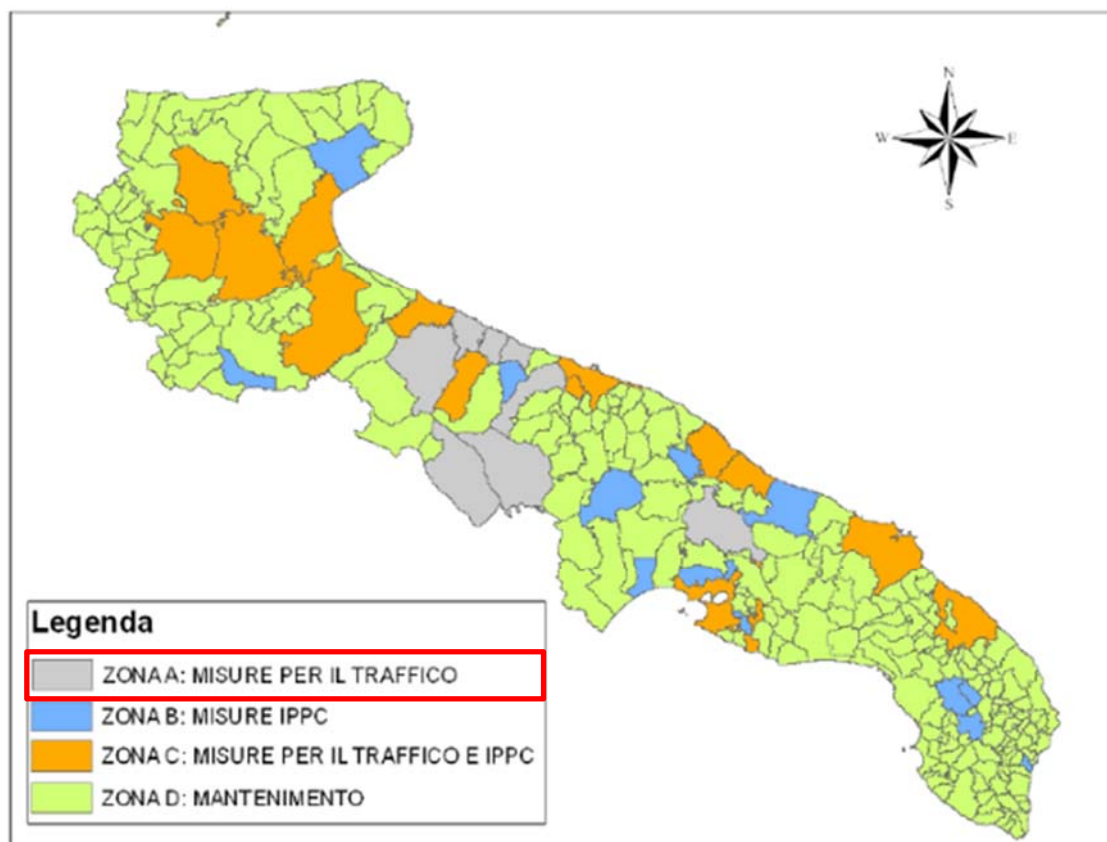 N
W E
S
Legenda
ZONA A: MISURE PER IL TRAFFICO
ZONA B: MISURE IPPC
ZONA C: MISURE PER IL TRAFFICO E IPPC
ZONA D: MANTENIMENTO